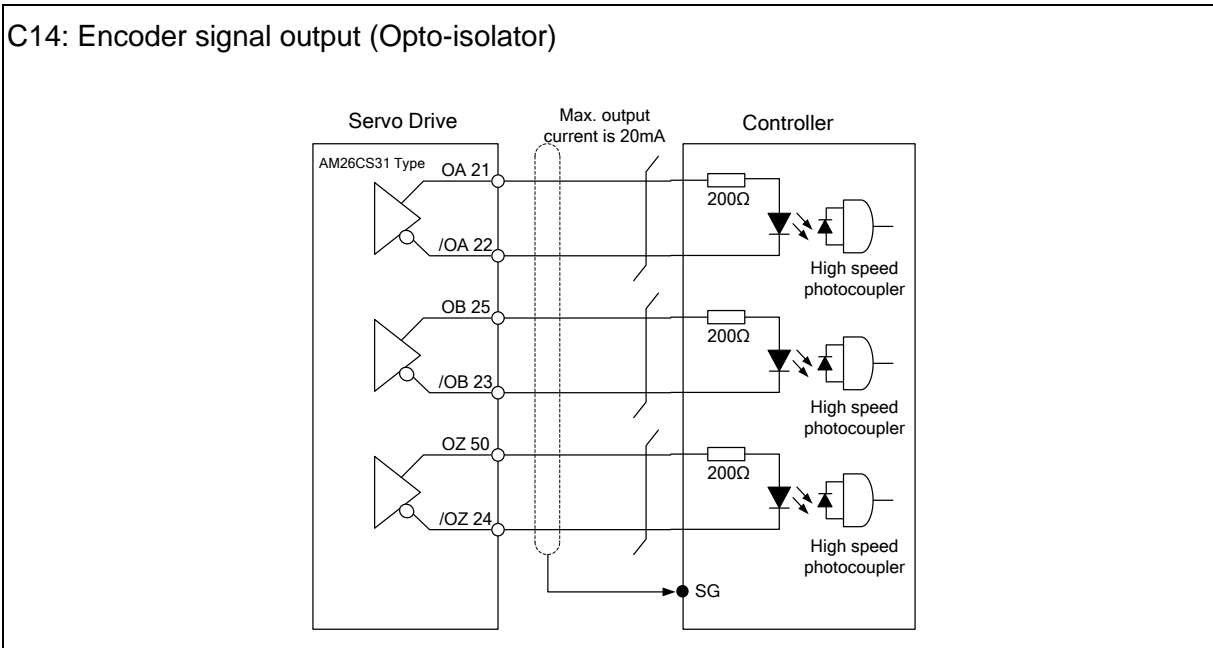 C14: Encoder signal output (Opto-isolator)
Servo Drive
Max. output
current is 20mA
Controller
AM26CS31 Type
OA 21
200Ω
/OA 22
High speed
photocoupler
OB 25
200Ω
/OB 23
High speed
photocoupler
OZ 50
200Ω
/OZ 24
High speed
photocoupler
SG